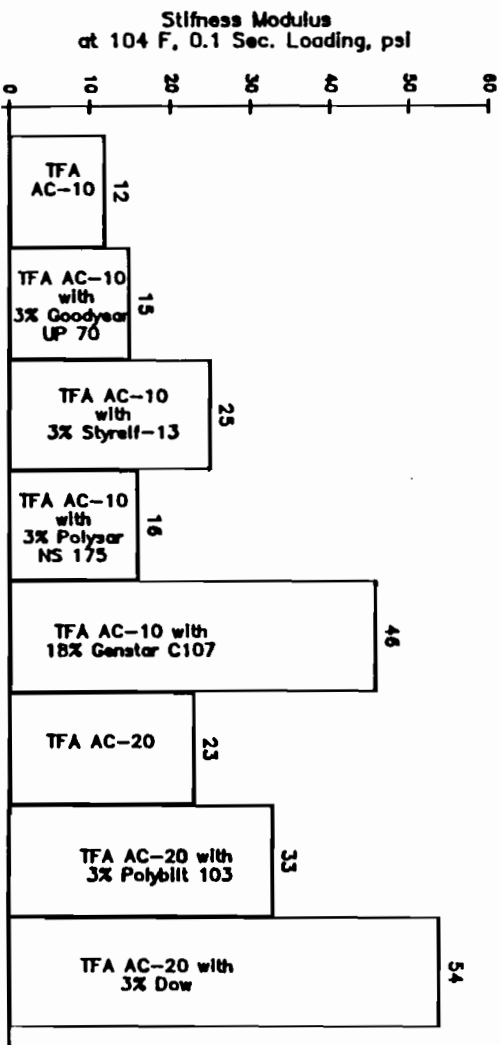 Stifness Modulus
at 104 F, 0.1 Sec. Loading, psi
0
10
20
30
40
50
60
TFA
AC-10
12
TFA AC-10
with
3% Goodyear
UP 70
15
TFA AC-10
with
3% Styrelf-13
25
TFA AC-10
with
3% Polysar
NS 175
16
TFA AC-10 with
18% Genstar C107
46
TFA AC-20
23
TFA AC-20 with
3% Polybilt 103
33
TFA AC-20 with
3% Dow
54